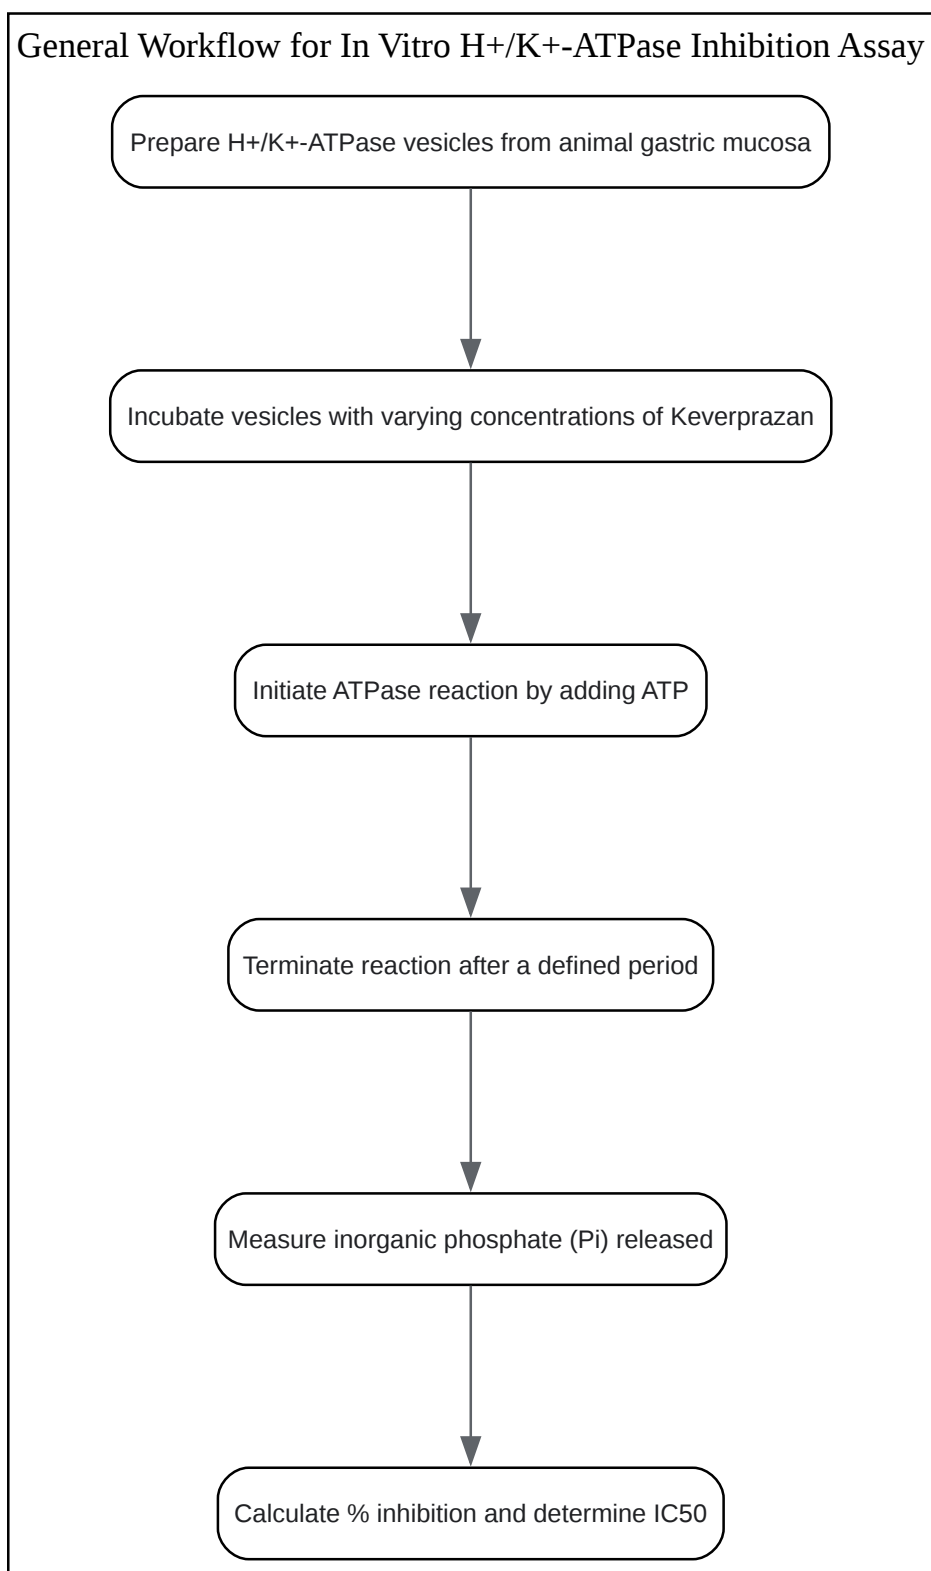 General Workflow for In Vitro H+/K+-ATPase Inhibition Assay
Prepare H+/K+-ATPase vesicles from animal gastric mucosa
Incubate vesicles with varying concentrations of Keverprazan
Initiate ATPase reaction by adding ATP
Terminate reaction after a defined period
Measure inorganic phosphate (Pi) released
Calculate % inhibition and determine IC50